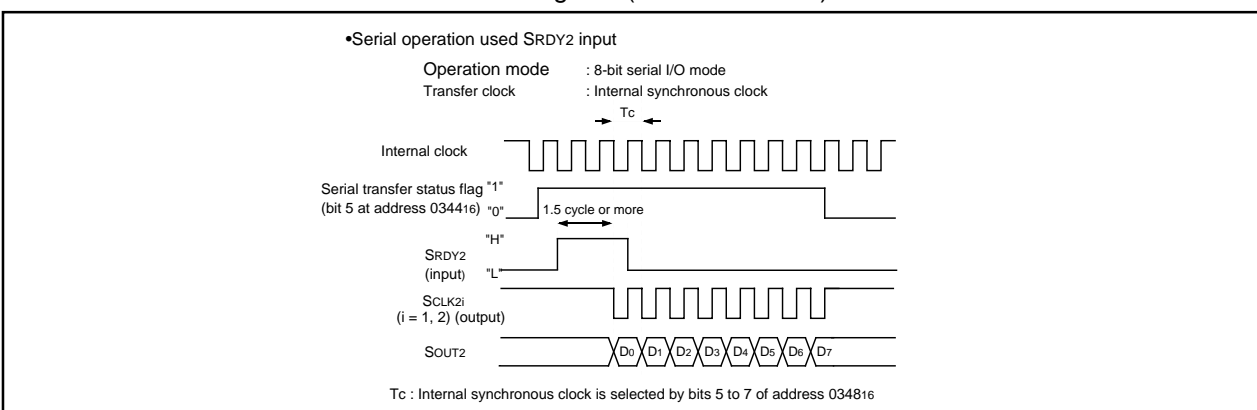 •Serial operation used SRDY2 input
Operation mode : 8-bit serial I/O mode
Transfer clock : Internal synchronous clock
Tc
Internal clock
Serial transfer status flag "1"
(bit 5 at address 034416) "0" 1.5 cycle or more
"H"
SRDY2
(input) "L"
SCLK2i
(i = 1, 2) (output)
SOUT2 D0 D1 D2 D3 D4 D5 D6 D7
Tc : Internal synchronous clock is selected by bits 5 to 7 of address 034816